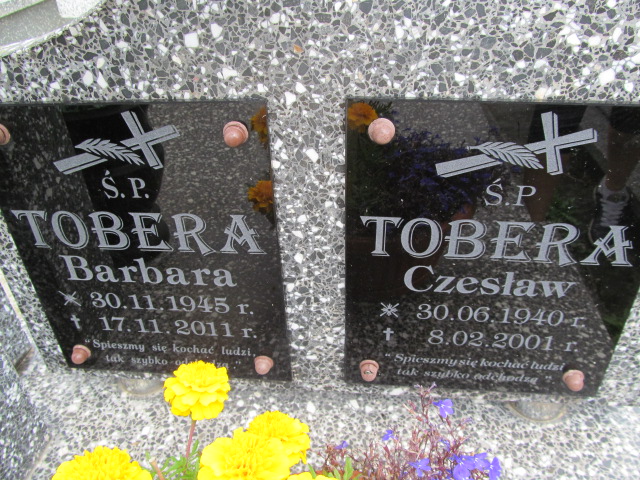 Ś.P.
TOBERA
Barbara
30.11.1945 r.
† 17.11.2011 r.
"Spieszmy się kochać ludzi,
tak szybko odchodzą"
Ś.P
TOBERA
Czesław
30.06.1940 r.
† 8.02.2001 r.
"Spieszmy się kochać ludzi
tak szybko odchodzą"